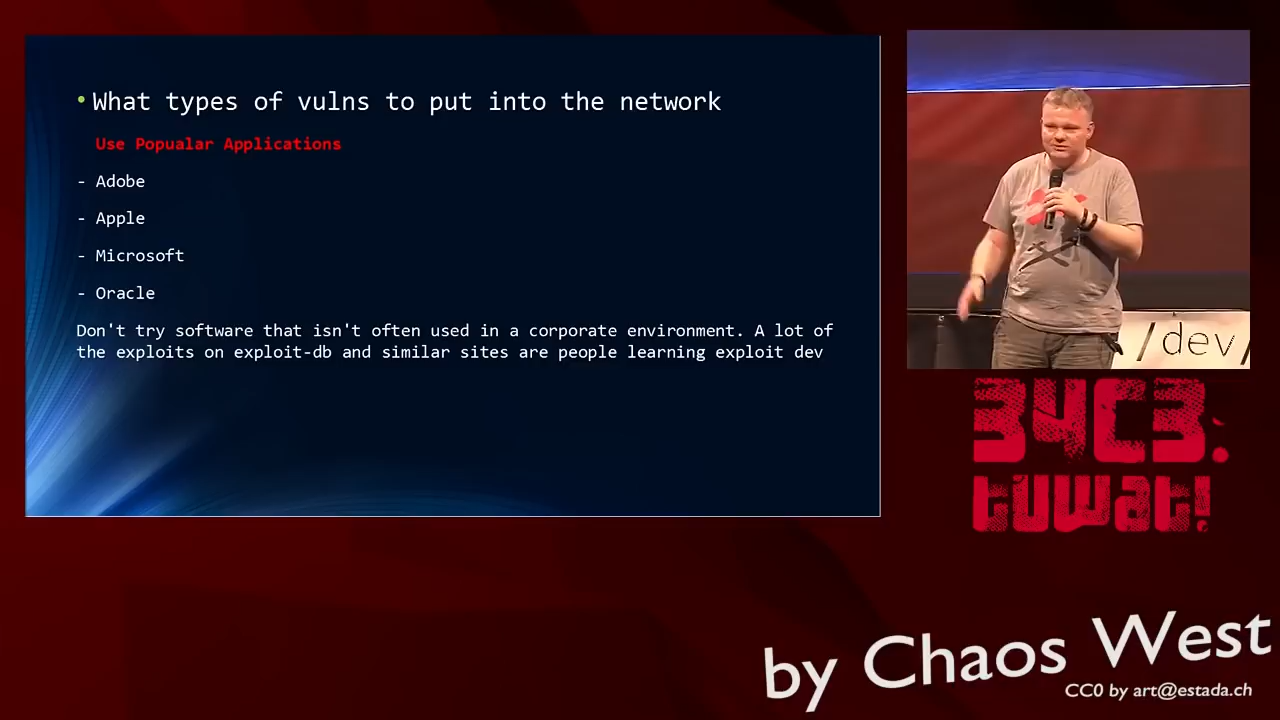 • What types of vulns to put into the network
Use Popualar Applications
- Adobe
- Apple
- Microsoft
- Oracle
Don't try software that isn't often used in a corporate environment. A lot of
the exploits on exploit-db and similar sites are people learning exploit dev
/dev/
34C3:
tuwat!
by Chaos West
CC0 by art@estada.ch